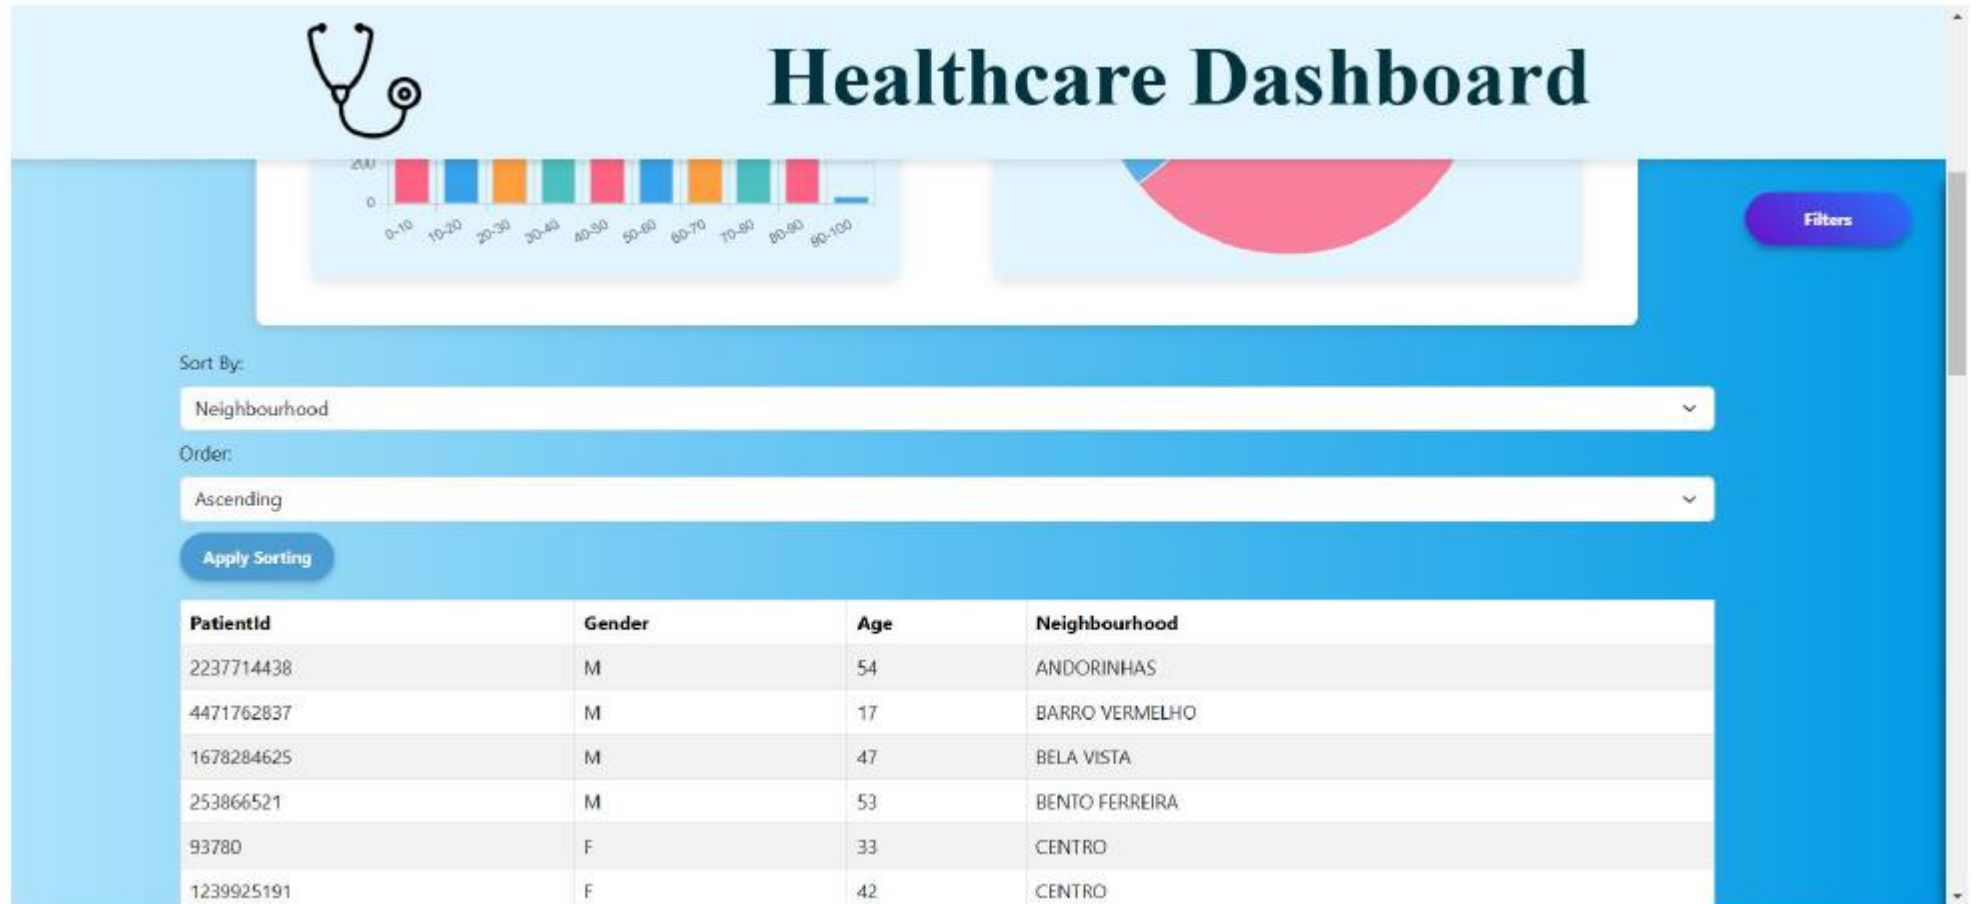 Healthcare Dashboard
200
0
0-10 10-20 20-30 30-40 40-50 50-60 60-70 70-80 80-90 90-100
Filters
Sort By:
Neighbourhood
Order:
Ascending
Apply Sorting
PatientId Gender Age Neighbourhood
2237714438 M 54 ANDORINHAS
4471762837 M 17 BARRO VERMELHO
1678284625 M 47 BELA VISTA
253866521 M 53 BENTO FERREIRA
93780 F 33 CENTRO
1239925191 F 42 CENTRO